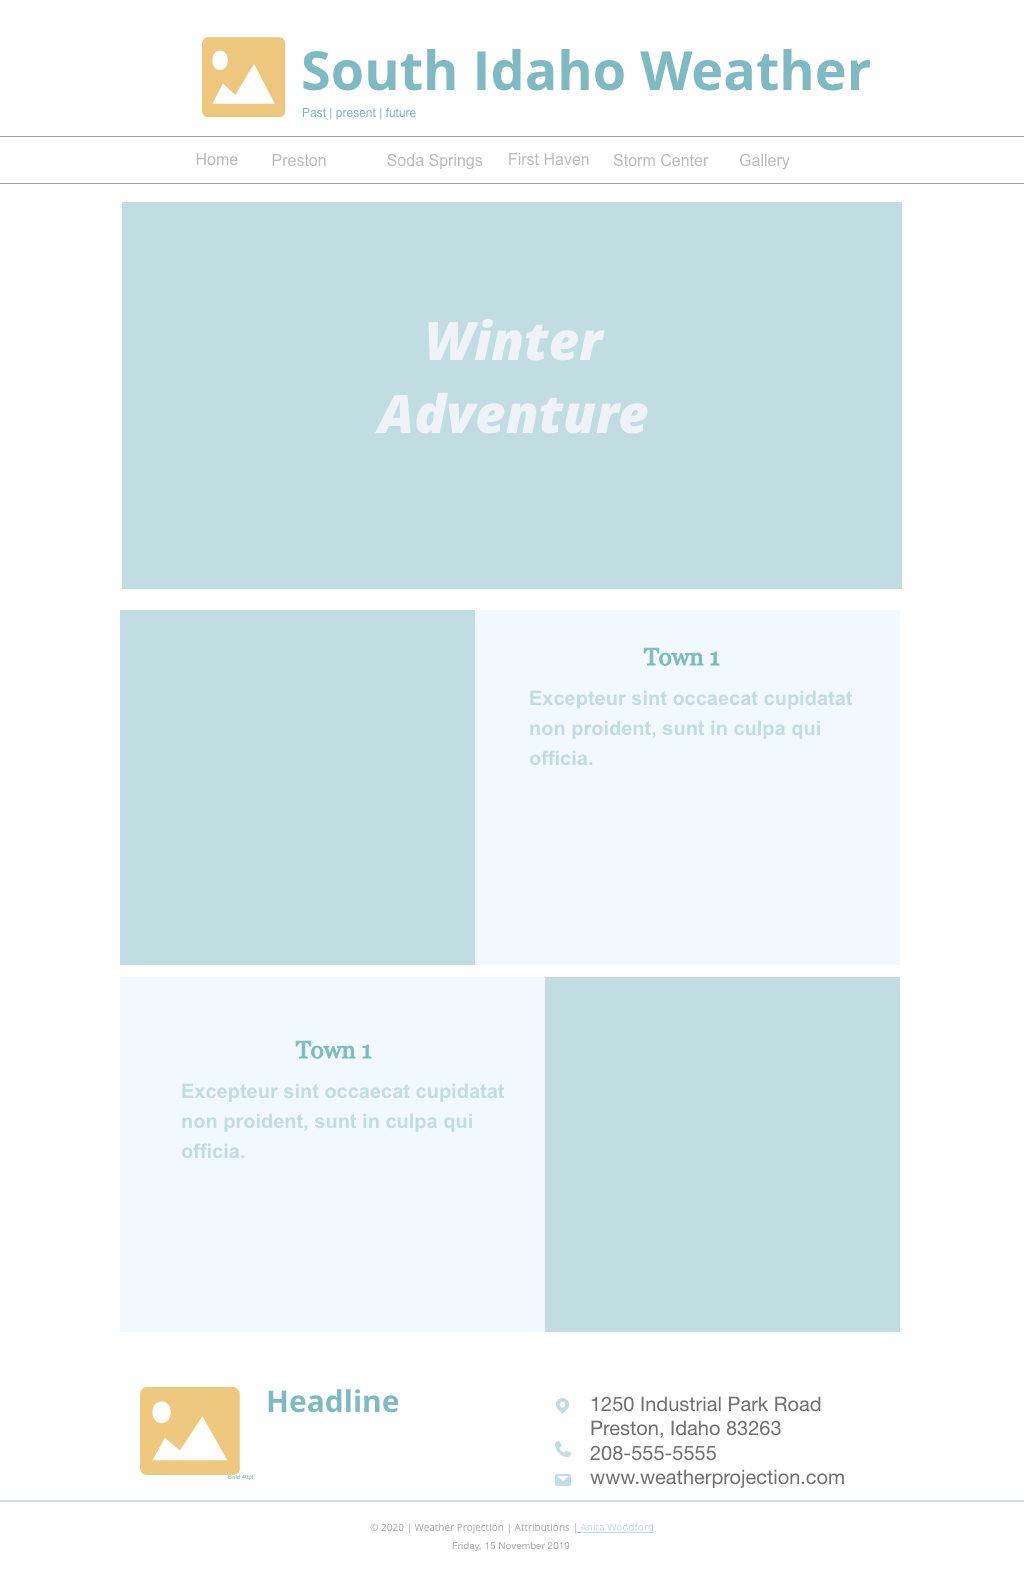 South Idaho Weather
Past | present | future
Home Preston Soda Springs First Haven Storm Center Gallery
Winter
Adventure
Town 1
Excepteur sint occaecat cupidatat
non proident, sunt in culpa qui
officia.
Town 1
Excepteur sint occaecat cupidatat
non proident, sunt in culpa qui
officia.
Headline
Bold 40pt
1250 Industrial Park Road
Preston, Idaho 83263
208-555-5555
www.weatherprojection.com
© 2020 | Weather Projection | Attributions | Anita Woodford
Friday, 15 November 2019